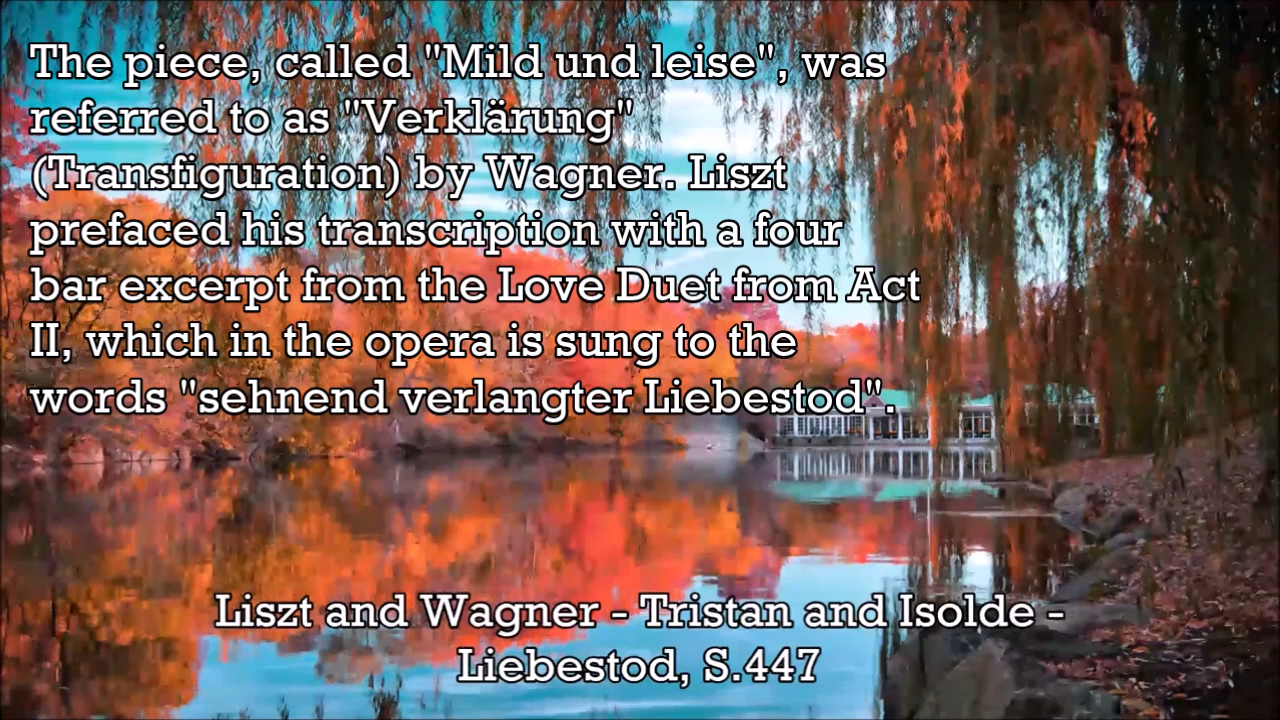 The piece, called "Mild und leise", was
referred to as "Verklärung"
(Transfiguration) by Wagner. Liszt
prefaced his transcription with a four
bar excerpt from the Love Duet from Act
II, which in the opera is sung to the
words "sehnend verlangter Liebestod".
Liszt and Wagner - Tristan and Isolde -
Liebestod, S.447